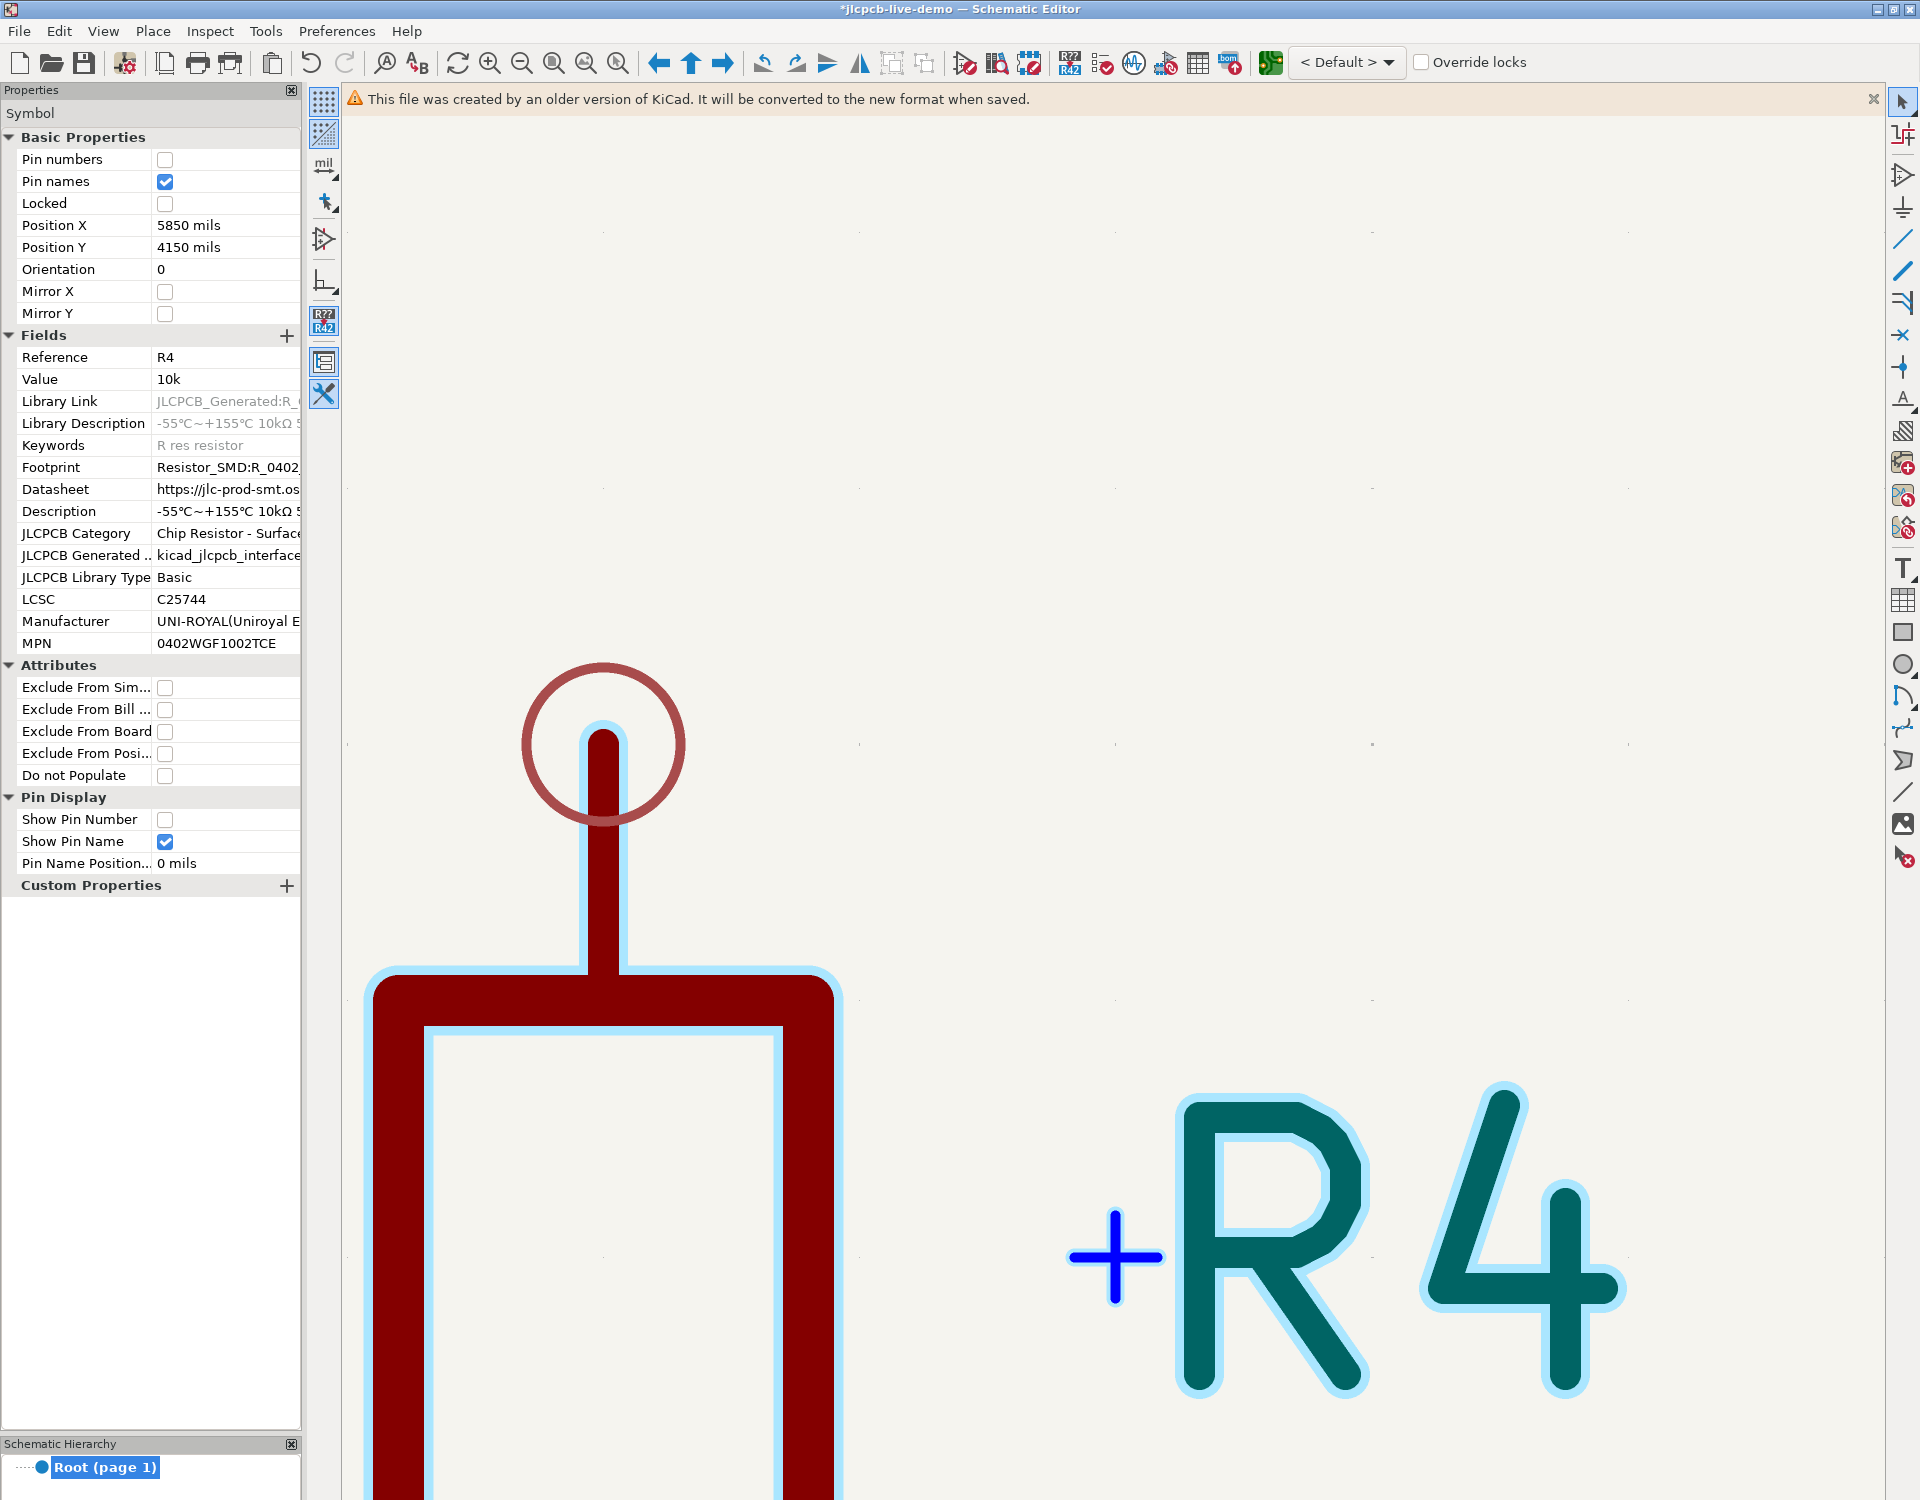 *jlcpcb-live-demo — Schematic Editor
File Edit View Place Inspect Tools Preferences Help
< Default > Override locks
Properties
Symbol
This file was created by an older version of KiCad. It will be converted to the new format when saved.
Basic Properties
Pin numbers
Pin names
Locked
Position X 5850 mils
Position Y 4150 mils
Orientation 0
Mirror X
Mirror Y
Fields
Reference R4
Value 10k
Library Link JLCPCB_Generated:R_
Library Description -55℃~+155℃ 10kΩ
Keywords R res resistor
Footprint Resistor_SMD:R_0402_
Datasheet https://jlc-prod-smt.os
Description -55℃~+155℃ 10kΩ
JLCPCB Category Chip Resistor - Surface
JLCPCB Generated .. kicad_jlcpcb_interface
JLCPCB Library Type Basic
LCSC C25744
Manufacturer UNI-ROYAL(Uniroyal E
MPN 0402WGF1002TCE
Attributes
Exclude From Sim...
Exclude From Bill ...
Exclude From Board
Exclude From Posi...
Do not Populate
Pin Display
Show Pin Number
Show Pin Name
Pin Name Position... 0 mils
Custom Properties
mil
R??
R42
R4
Schematic Hierarchy
Root (page 1)